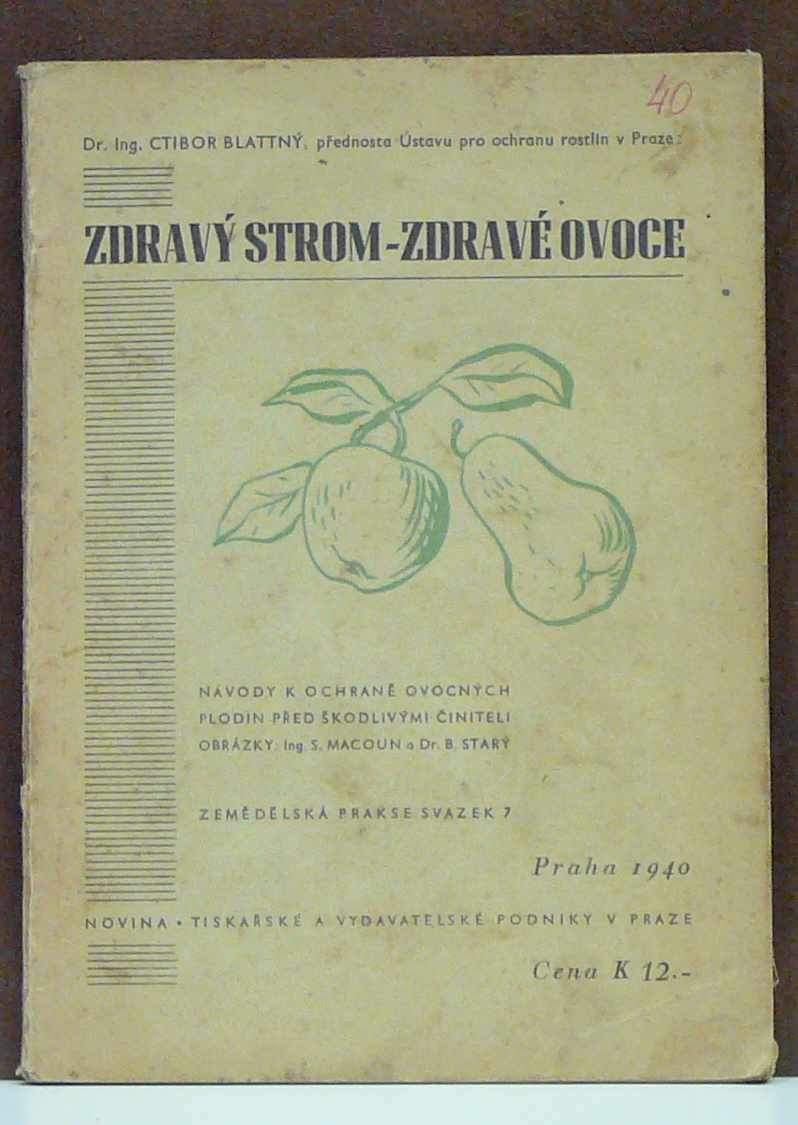 40
Dr. Ing. CTIBOR BLATTNÝ, přednosta Ústavu pro ochranu rostlin v Praze:
ZDRAVÝ STROM-ZDRAVÉ OVOCE
NÁVODY K OCHRANĚ OVOCNÝCH
PLODIN PŘED ŠKODLIVÝMI ČINITELI
OBRÁZKY: Ing. S. MACOUN a Dr. B. STARÝ
ZEMĚDĚLSKÁ PRAKSE SVAZEK 7
Praha 1940
NOVINA • TISKAŘSKÉ A VYDAVATELSKÉ PODNIKY V PRAZE
Cena K 12.-